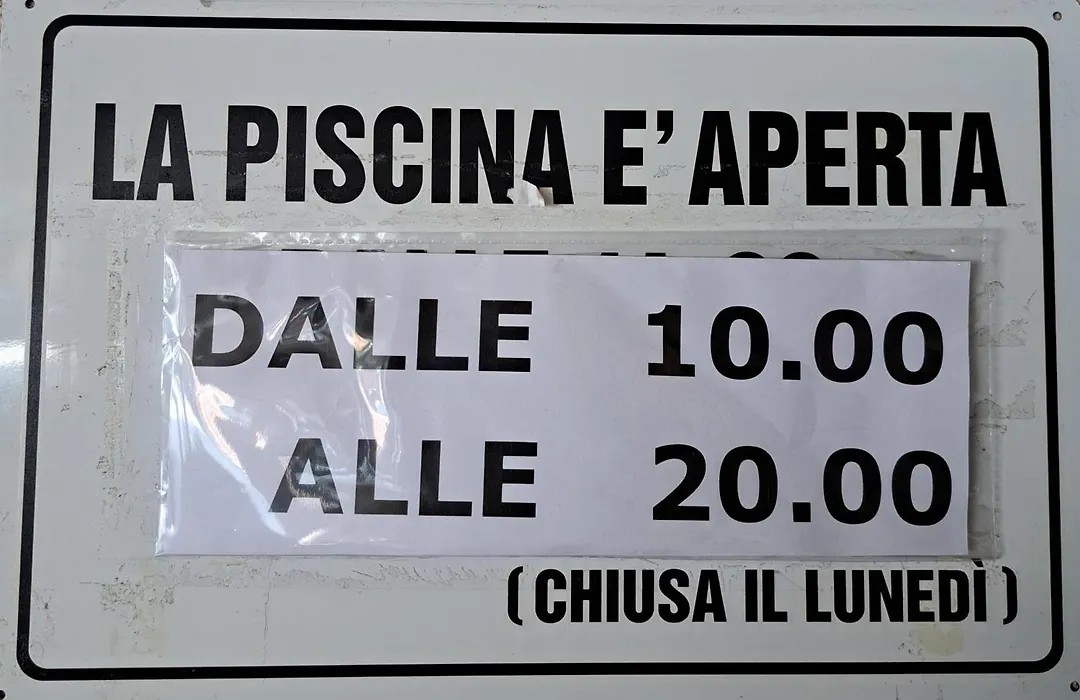 LA PISCINA E’ APERTA
DALLE 10.00
ALLE 20.00
(CHIUSA IL LUNEDÌ)